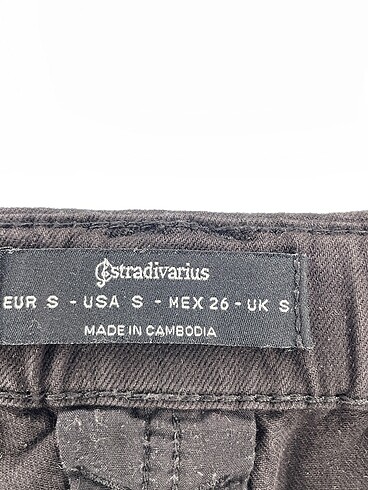 stradivarius
EUR S - USA S - MEX 26 - UK S
MADE IN CAMBODIA